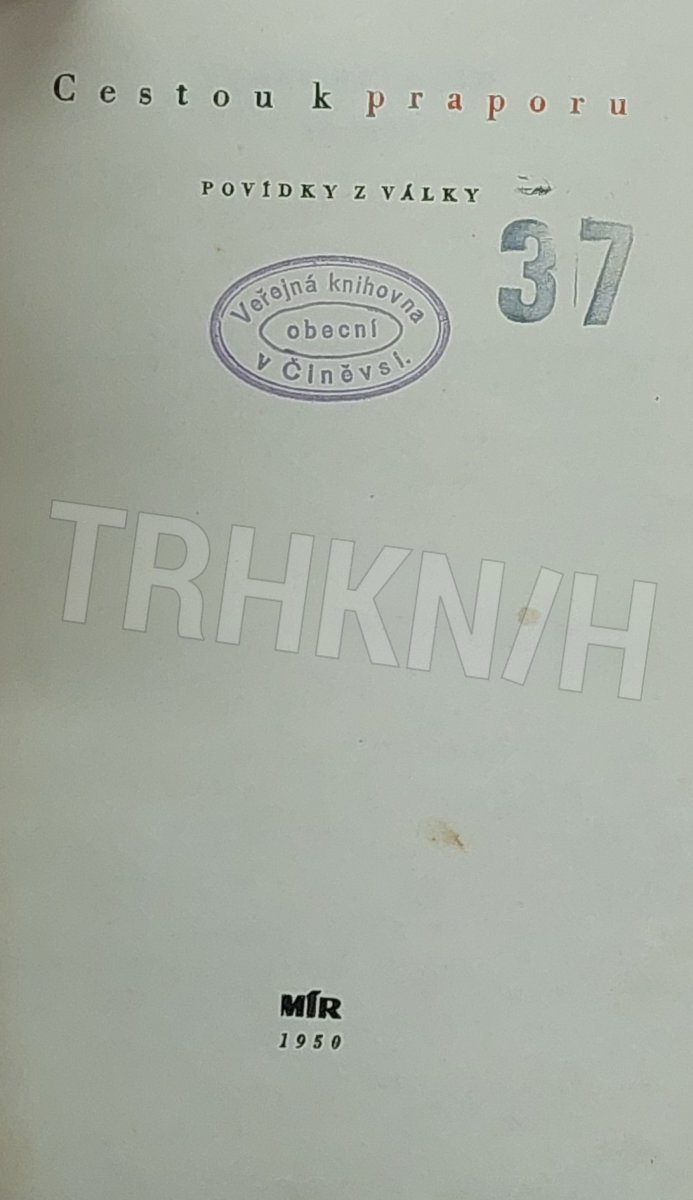 Cestou k praporu
POVÍDKY Z VÁLKY
37
Veřejná knihovna
obecní
v Činěvsi.
TRHKNIH
MÍR
1950